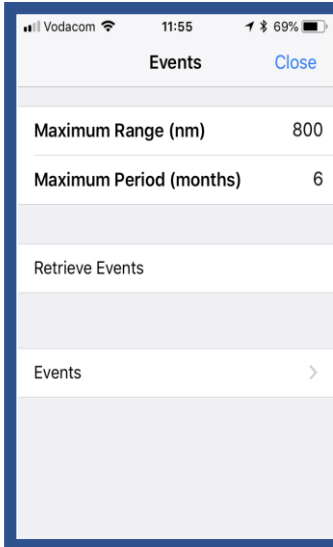 Vodacom 11:55 69%
Events Close
Maximum Range (nm) 800
Maximum Period (months) 6
Retrieve Events
Events